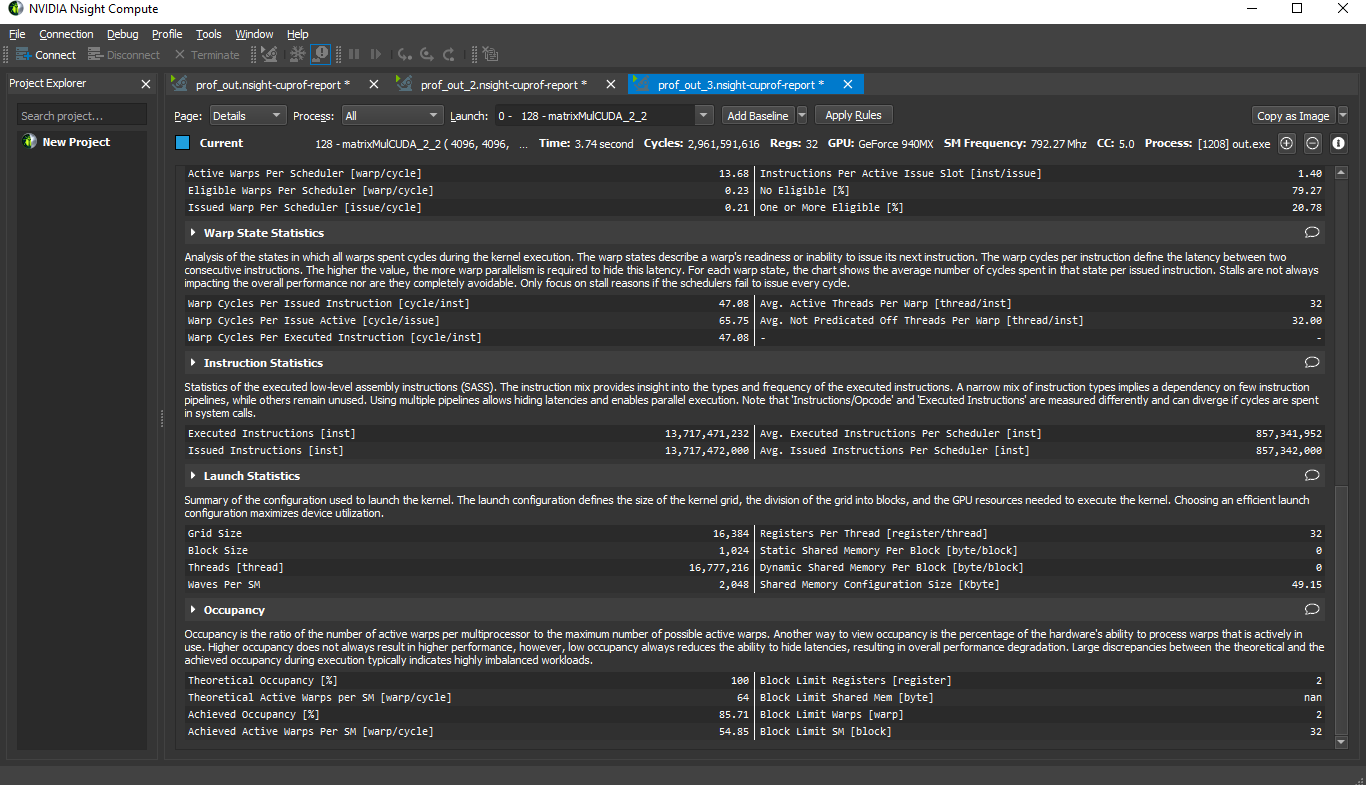 NVIDIA Nsight Compute
File Connection Debug Profile Tools Window Help
Connect Disconnect Terminate
Project Explorer
prof_out.nsight-cuprof-report * prof_out_2.nsight-cuprof-report * prof_out_3.nsight-cuprof-report *
Search project...
New Project
Page: Details Process: All Launch: 0 - 128 - matrixMulCUDA_2_2 Add Baseline Apply Rules Copy as Image
Current 128 - matrixMulCUDA_2_2 ( 4096, 4096, ... Time: 3.74 second Cycles: 2,961,591,616 Regs: 32 GPU: GeForce 940MX SM Frequency: 792.27 Mhz CC: 5.0 Process: [1208] out.exe
Active Warps Per Scheduler [warp/cycle] 13.68 Instructions Per Active Issue Slot [inst/issue] 1.40
Eligible Warps Per Scheduler [warp/cycle] 0.23 No Eligible [%] 79.27
Issued Warp Per Scheduler [issue/cycle] 0.21 One or More Eligible [%] 20.78
Warp State Statistics
Analysis of the states in which all warps spent cycles during the kernel execution. The warp states describe a warp's readiness or inability to issue its next instruction. The warp cycles per instruction define the latency between two
consecutive instructions. The higher the value, the more warp parallelism is required to hide this latency. For each warp state, the chart shows the average number of cycles spent in that state per issued instruction. Stalls are not always
impacting the overall performance nor are they completely avoidable. Only focus on stall reasons if the schedulers fail to issue every cycle.
Warp Cycles Per Issued Instruction [cycle/inst] 47.08 Avg. Active Threads Per Warp [thread/inst] 32
Warp Cycles Per Issue Active [cycle/issue] 65.75 Avg. Not Predicated Off Threads Per Warp [thread/inst] 32.00
Warp Cycles Per Executed Instruction [cycle/inst] 47.08 - -
Instruction Statistics
Statistics of the executed low-level assembly instructions (SASS). The instruction mix provides insight into the types and frequency of the executed instructions. A narrow mix of instruction types implies a dependency on few instruction
pipelines, while others remain unused. Using multiple pipelines allows hiding latencies and enables parallel execution. Note that 'Instructions/Opcode' and 'Executed Instructions' are measured differently and can diverge if cycles are spent
in system calls.
Executed Instructions [inst] 13,717,471,232 Avg. Executed Instructions Per Scheduler [inst] 857,341,952
Issued Instructions [inst] 13,717,472,000 Avg. Issued Instructions Per Scheduler [inst] 857,342,000
Launch Statistics
Summary of the configuration used to launch the kernel. The launch configuration defines the size of the kernel grid, the division of the grid into blocks, and the GPU resources needed to execute the kernel. Choosing an efficient launch
configuration maximizes device utilization.
Grid Size 16,384 Registers Per Thread [register/thread] 32
Block Size 1,024 Static Shared Memory Per Block [byte/block] 0
Threads [thread] 16,777,216 Dynamic Shared Memory Per Block [byte/block] 0
Waves Per SM 2,048 Shared Memory Configuration Size [Kbyte] 49.15
Occupancy
Occupancy is the ratio of the number of active warps per multiprocessor to the maximum number of possible active warps. Another way to view occupancy is the percentage of the hardware's ability to process warps that is actively in
use. Higher occupancy does not always result in higher performance, however, low occupancy always reduces the ability to hide latencies, resulting in overall performance degradation. Large discrepancies between the theoretical and the
achieved occupancy during execution typically indicates highly imbalanced workloads.
Theoretical Occupancy [%] 100 Block Limit Registers [register] 2
Theoretical Active Warps per SM [warp/cycle] 64 Block Limit Shared Mem [byte] nan
Achieved Occupancy [%] 85.71 Block Limit Warps [warp] 2
Achieved Active Warps Per SM [warp/cycle] 54.85 Block Limit SM [block] 32